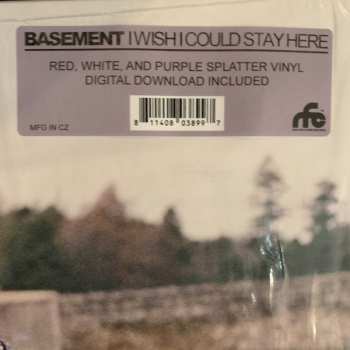 BASEMENT I WISH I COULD STAY HERE
RED, WHITE, AND PURPLE SPLATTER VINYL
DIGITAL DOWNLOAD INCLUDED
8 11408 03899 7
MFG IN CZ
rfc